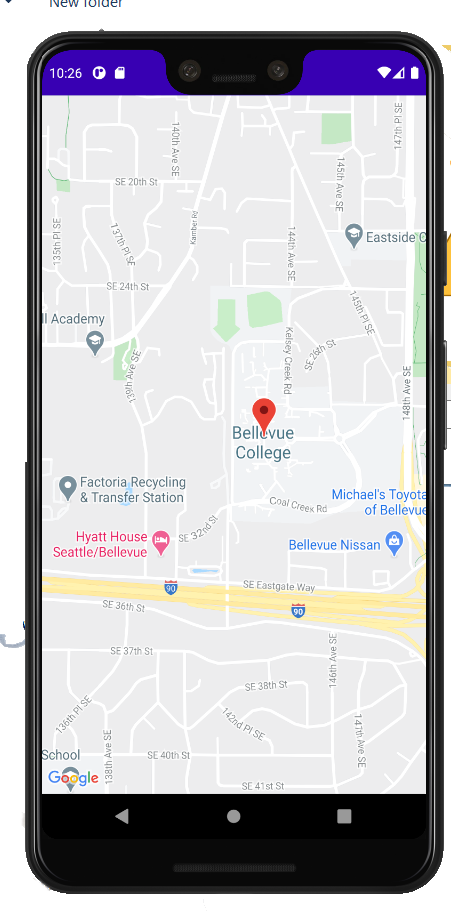 New folder
10:26
140th Ave SE
147th Pl SE
SE 20th St
145th Ave SE
135th Pl SE
137th Pl SE
Kamber Rd
144th Ave SE
Eastside C
SE 24th St
145th Pl SE
ll Academy
139th Ave SE
Kelsey Creek Rd
SE 26th St
148th Ave SE
Bellevue
College
Factoria Recycling
& Transfer Station
Michael's Toyota
of Bellevue
Coal Creek Rd
Hyatt House
Seattle/Bellevue
SE 32nd St
Bellevue Nissan
90
SE Eastgate Way
SE 36th St
90
SE 37th St
146th Ave SE
SE 38th St
136th Pl SE
142nd Pl SE
147th Ave SE
138th Ave SE
School
SE 40th St
Google
SE 41st St